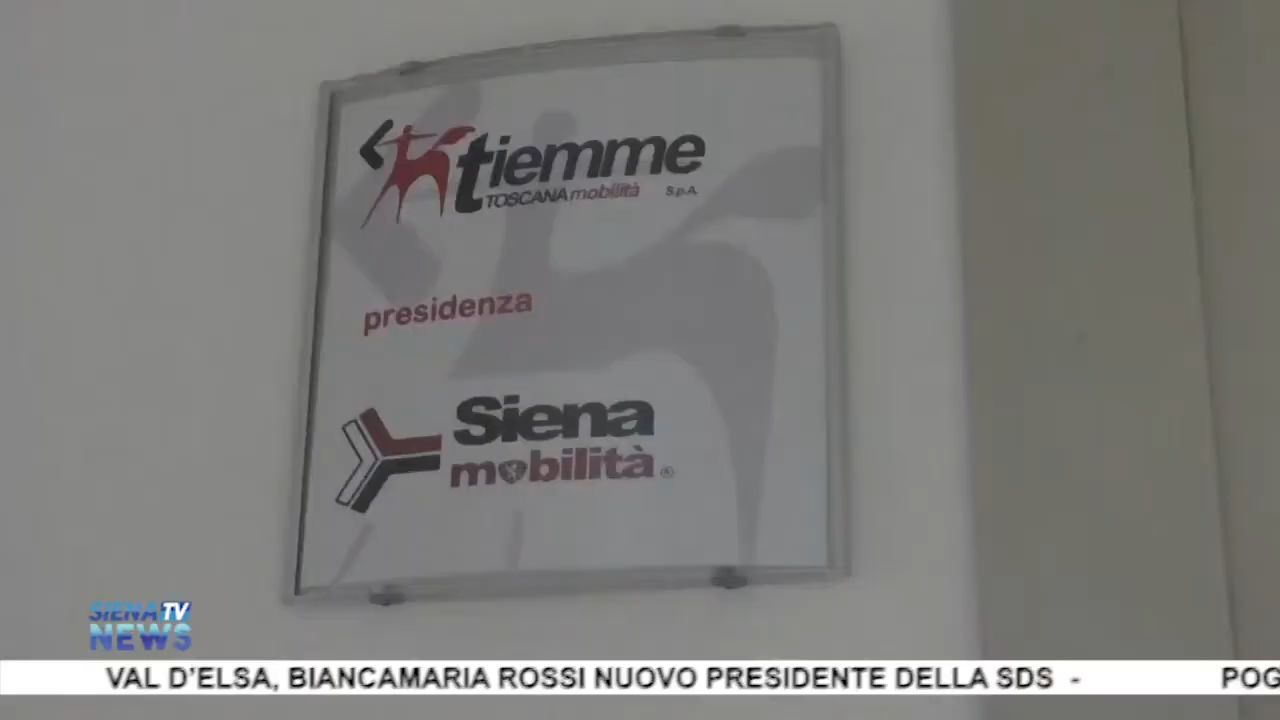 tiemme
TOSCANA mobilità S.p.A.
presidenza
Siena
mobilità ®
SIENA TV
NEWS
VAL D'ELSA, BIANCAMARIA ROSSI NUOVO PRESIDENTE DELLA SDS - POG